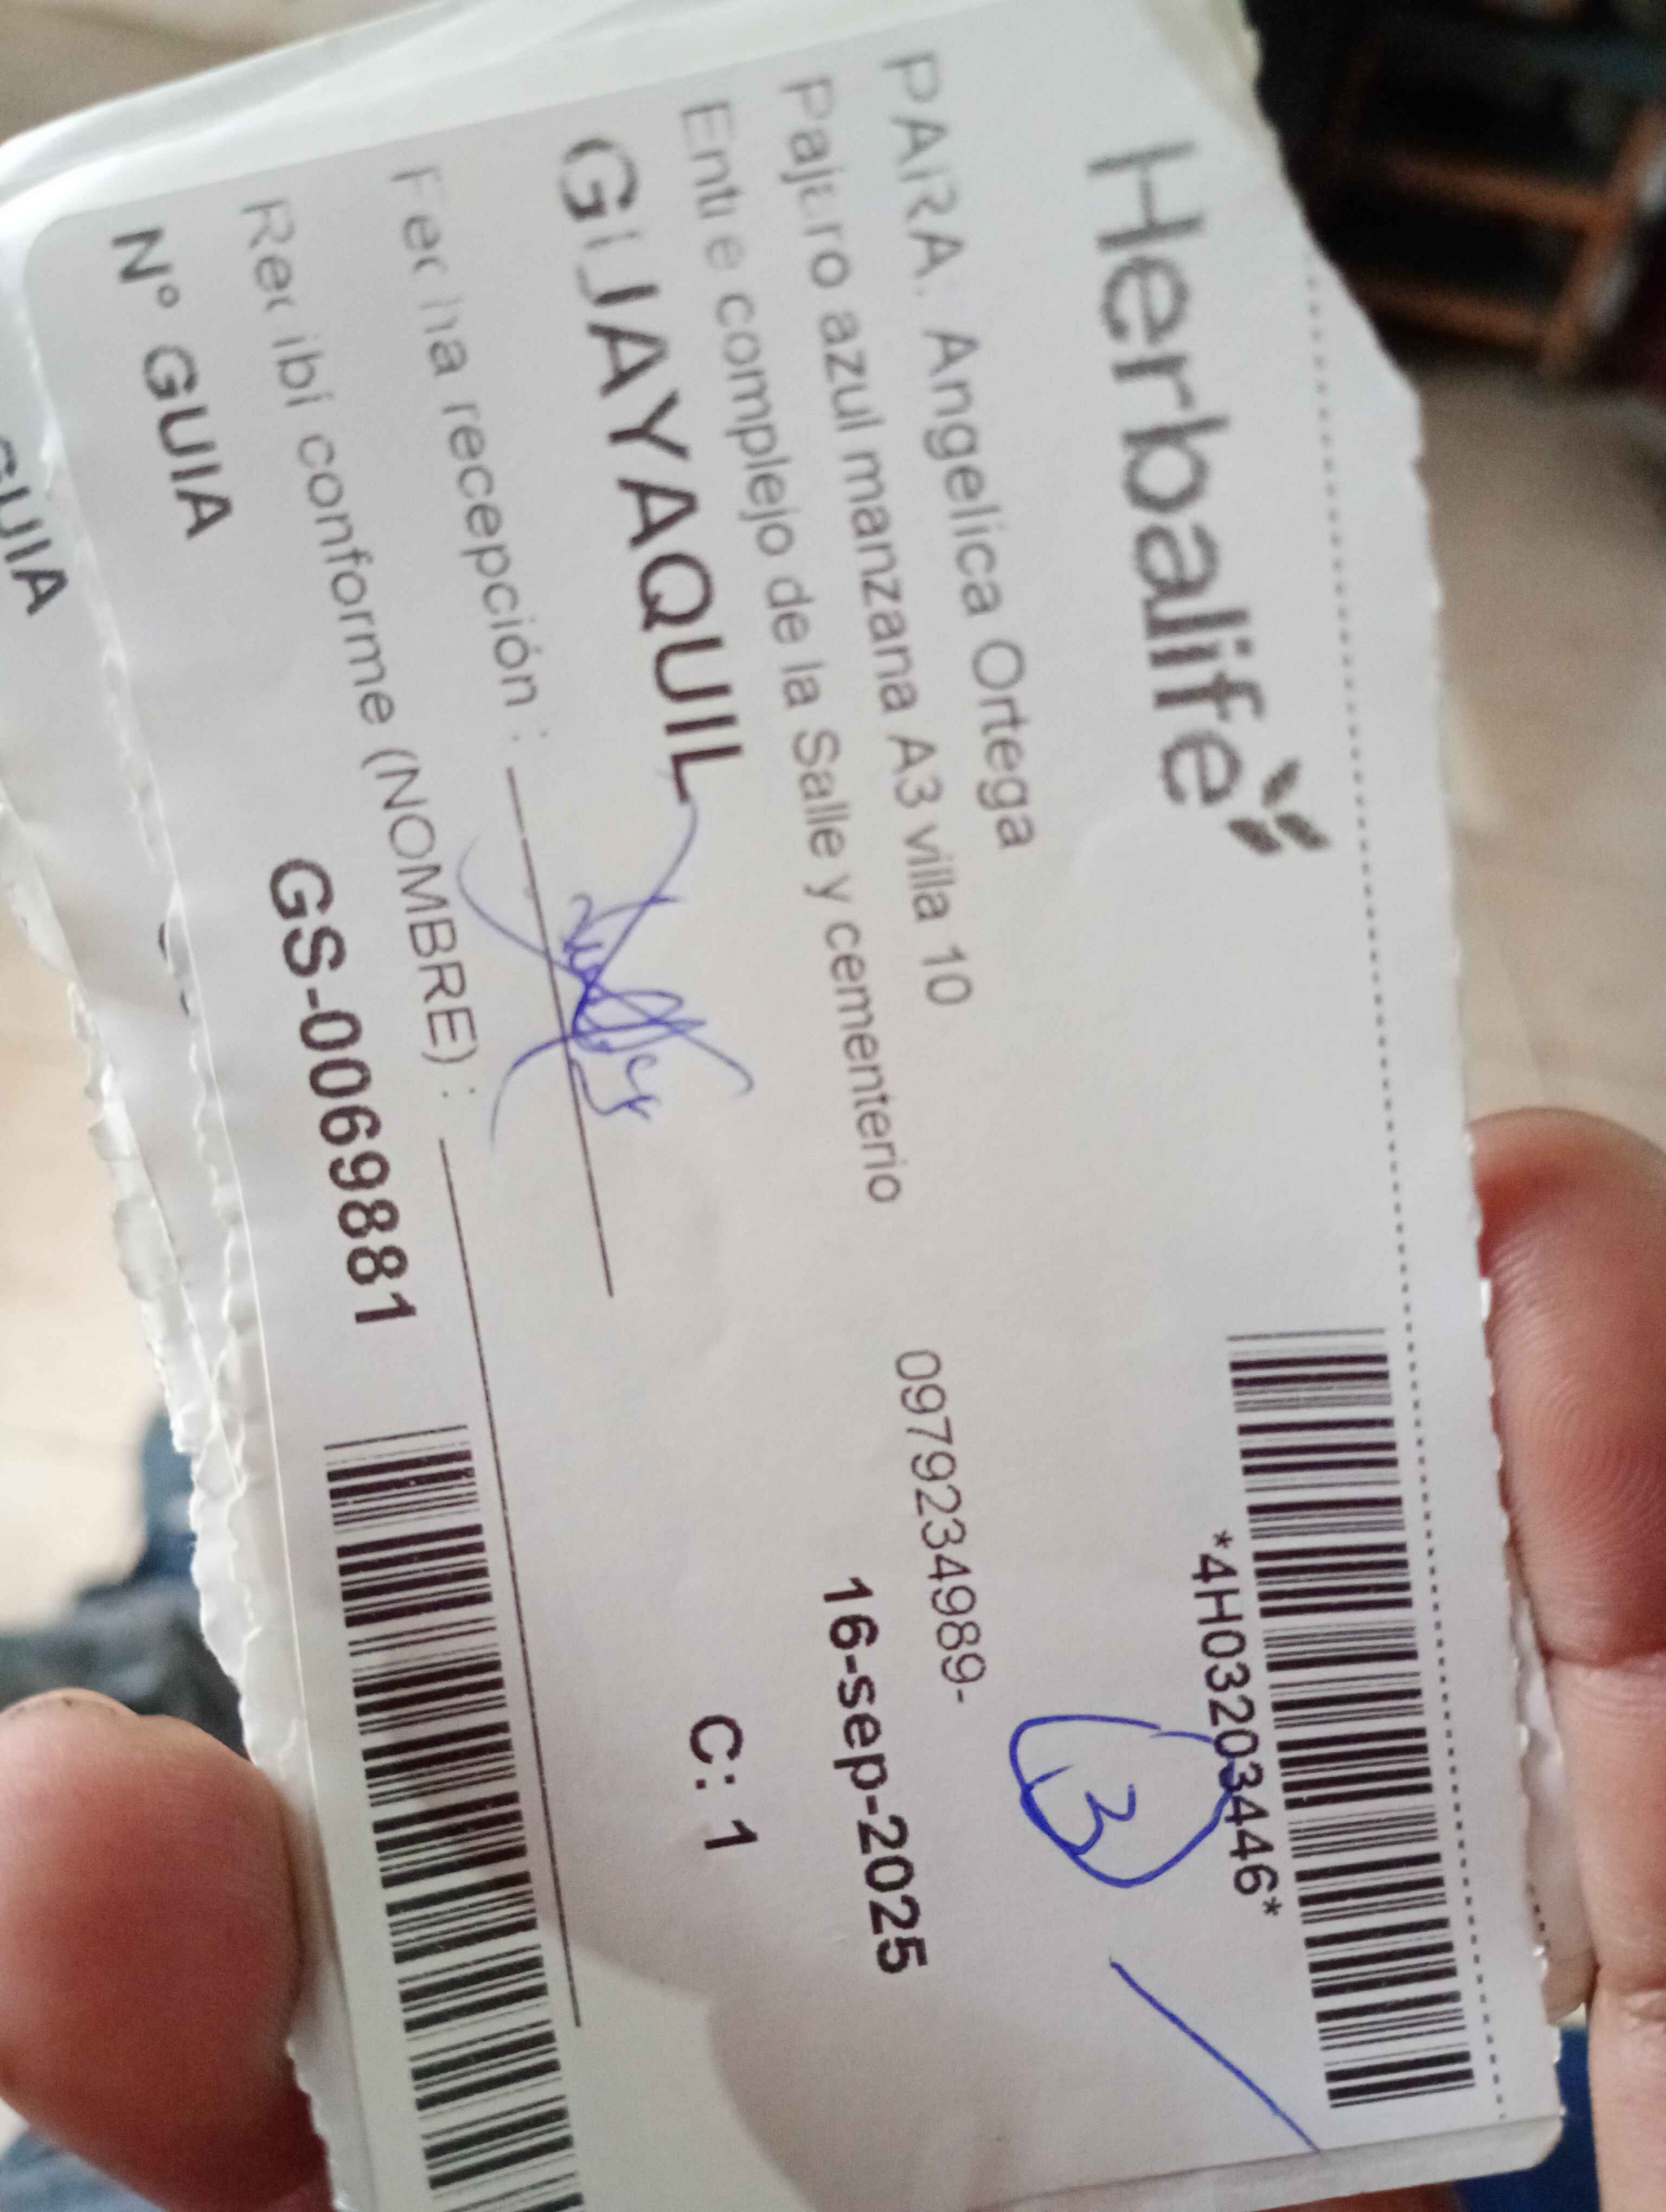 Herbalife
*4H03203446*
3
PARA: Angelica Ortega
Pajaro azul manzana A3 villa 10
0979234989-
Entre complejo de la Salle y cementerio
16-sep-2025
GUAYAQUIL
C: 1
Fecha recepción :
Recibí conforme (NOMBRE) :
N° GUIA
GS-0069881
GUIA